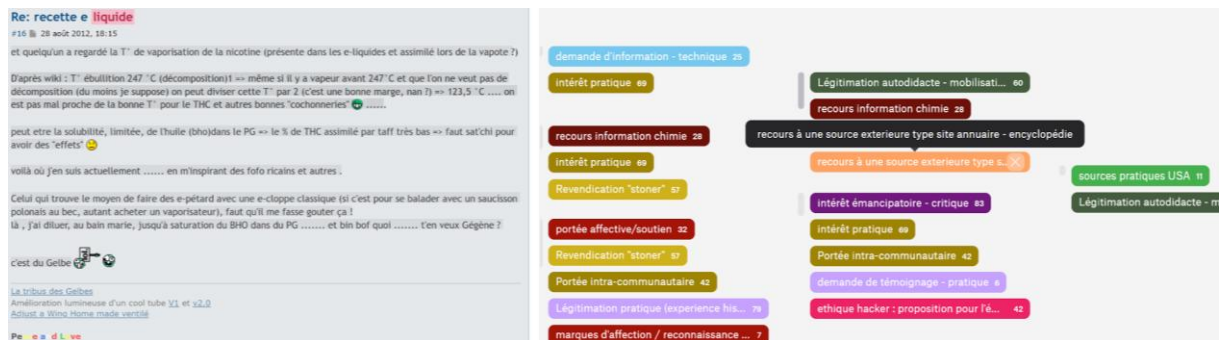 Re: recette e liquide
#16 28 août 2012, 18:15
et quelqu'un a regardé la T° de vaporisation de la nicotine (présente dans les e-liquides et assimilé lors de la vapote ?)
D'après wiki : T° ébullition 247 °C (décomposition)1 => même si il y a vapeur avant 247°C et que l'on ne veut pas de
décomposition (du moins je suppose) on peut diviser cette T° par 2 (c'est une bonne marge, nan ?) => 123,5 °C .... on
est pas mal proche de la bonne T° pour le THC et autres bonnes "cochonneries" ......
peut etre la solubilité, limitée, de l'huile (bho)dans le PG => le % de THC assimilé par taff très bas => faut sat'chi pour
avoir des "effets"
voilà où j'en suis actuellement ...... en m'inspirant des fofo ricains et autres .
Celui qui trouve le moyen de faire des e-pétard avec une e-cloppe classique (si c'est pour se balader avec un saucisson
polonais au bec, autant acheter un vaporisateur), faut qu'il me fasse gouter ça !
là , j'ai diluer, au bain marie, jusqu'à saturation du BHO dans du PG ....... et bin bof quoi ....... t'en veux Gégène ?
c'est du Gelbe
La tribus des Gelbes
Amélioration lumineuse d'un cool tube V1 et v2.0
Adjust a Wing Home made ventilé
demande d'information - technique 25
intérêt pratique 69
recours information chimie 28
intérêt pratique 69
Revendication "stoner" 57
portée affective/soutien 32
Revendication "stoner" 57
Portée intra-communautaire 42
Légitimation pratique (experience his... 79
marques d'affection / reconnaissance ... 7
Légitimation autodidacte - mobilisati... 60
recours information chimie 28
recours à une source exterieure type site annuaire - encyclopédie
recours à une source exterieure type s...
intérêt émancipatoire - critique 83
intérêt pratique 69
Portée intra-communautaire 42
demande de témoignage - pratique 6
ethique hacker : proposition pour l'é... 42
sources pratiques USA 11
Légitimation autodidacte - m